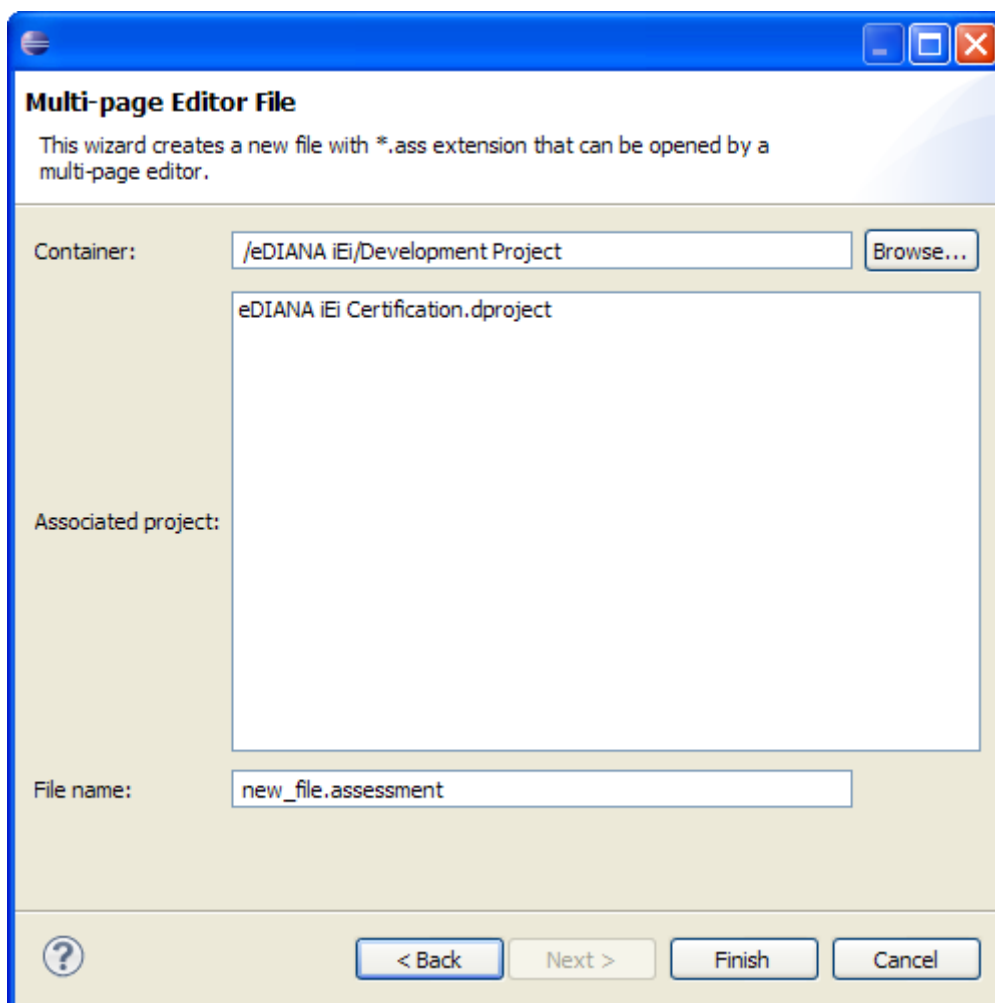 Multi-page Editor File
This wizard creates a new file with *.ass extension that can be opened by a
multi-page editor.
Container:
/eDIANA iEi/Development Project
Browse...
eDIANA iEi Certification.dproject
Associated project:
File name:
new_file.assessment
?
< Back
Next >
Finish
Cancel